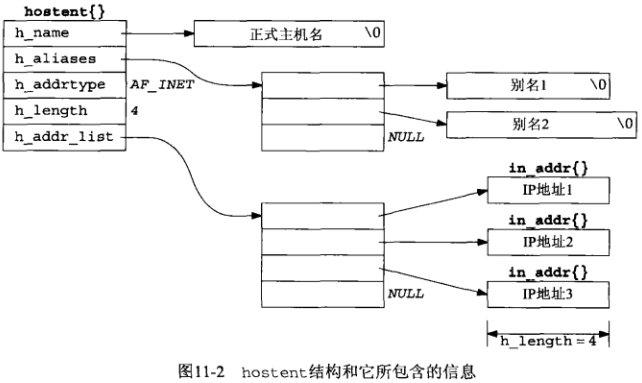 hostent{}
h_name
正式主机名 \0
h_aliases
h_addrtype AF_INET
别名1 \0
h_length 4
别名2 \0
h_addr_list
NULL
in_addr{}
IP地址1
in_addr{}
IP地址2
in_addr{}
IP地址3
NULL
h_length = 4
图11-2 hostent结构和它所包含的信息